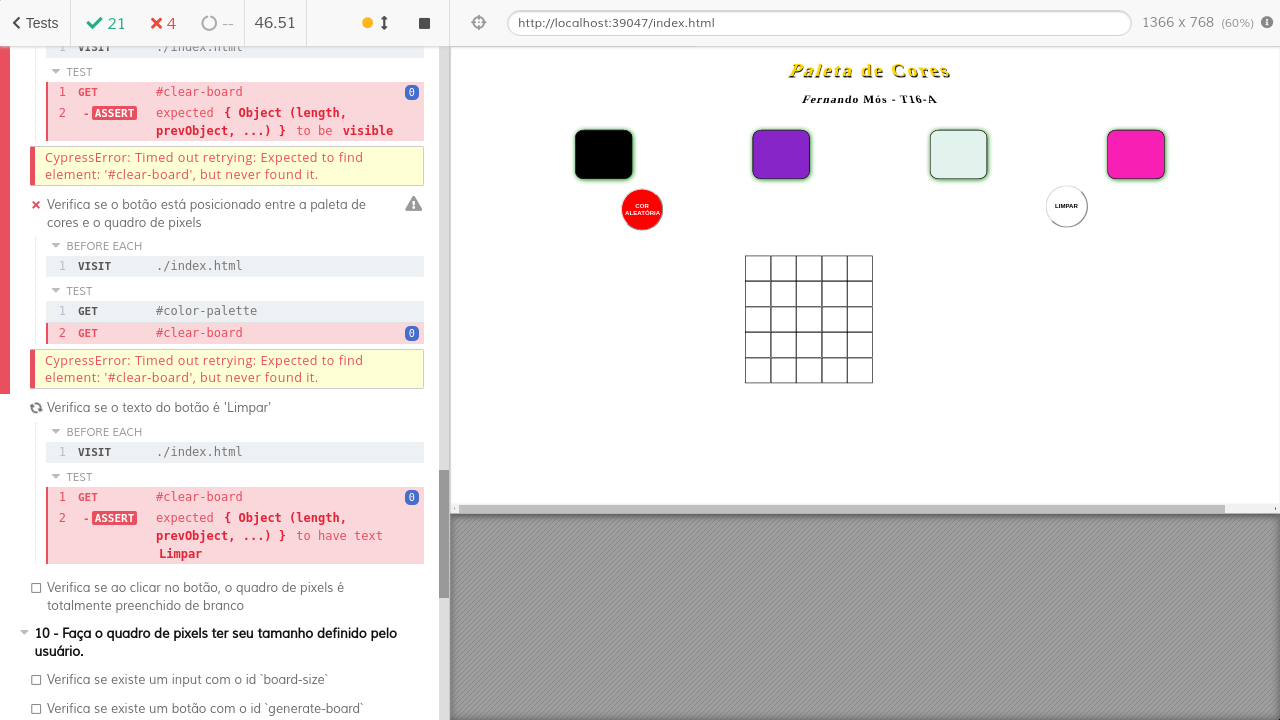 Tests
21
4
--
46.51
1 VISIT ./index.html
TEST
1 GET #clear-board 0
2 -ASSERT expected { Object (length,
prevObject, ...) } to be visible
CypressError: Timed out retrying: Expected to find
element: '#clear-board', but never found it.
Verifica se o botão está posicionado entre a paleta de
cores e o quadro de pixels
BEFORE EACH
1 VISIT ./index.html
TEST
1 GET #color-palette
2 GET #clear-board 0
CypressError: Timed out retrying: Expected to find
element: '#clear-board', but never found it.
Verifica se o texto do botão é 'Limpar'
BEFORE EACH
1 VISIT ./index.html
TEST
1 GET #clear-board 0
2 -ASSERT expected { Object (length,
prevObject, ...) } to have text
Limpar
Verifica se ao clicar no botão, o quadro de pixels é
totalmente preenchido de branco
10 - Faça o quadro de pixels ter seu tamanho definido pelo
usuário.
Verifica se existe um input com o id `board-size`
Verifica se existe um botão com o id `generate-board`
http://localhost:39047/index.html
1366 x 768 (60%)
Paleta de Cores
Fernando Mós - T16-A
COR
ALEATÓRIA
LIMPAR